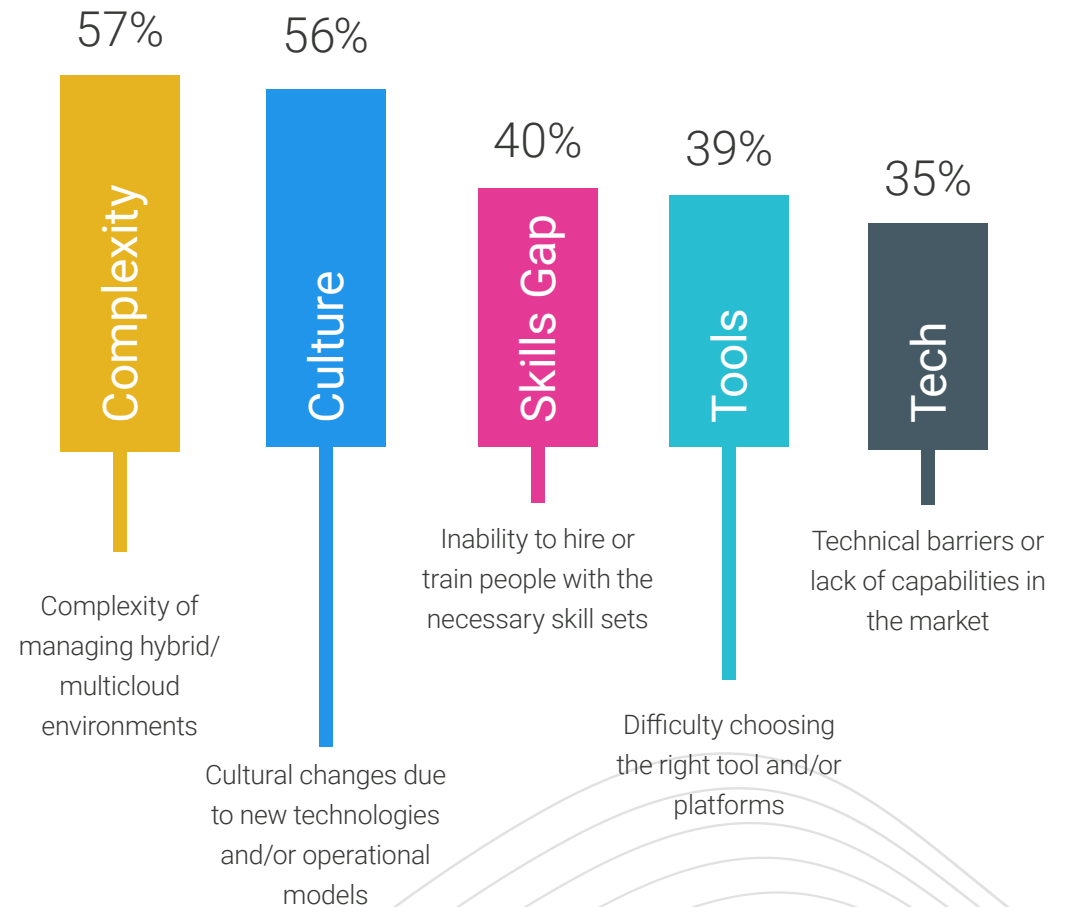 57%
Complexity
Complexity of
managing hybrid/
multicloud
environments
56%
Culture
Cultural changes due
to new technologies
and/or operational
models
40%
Skills Gap
Inability to hire or
train people with the
necessary skill sets
39%
Tools
Difficulty choosing
the right tool and/or
platforms
35%
Tech
Technical barriers or
lack of capabilities in
the market